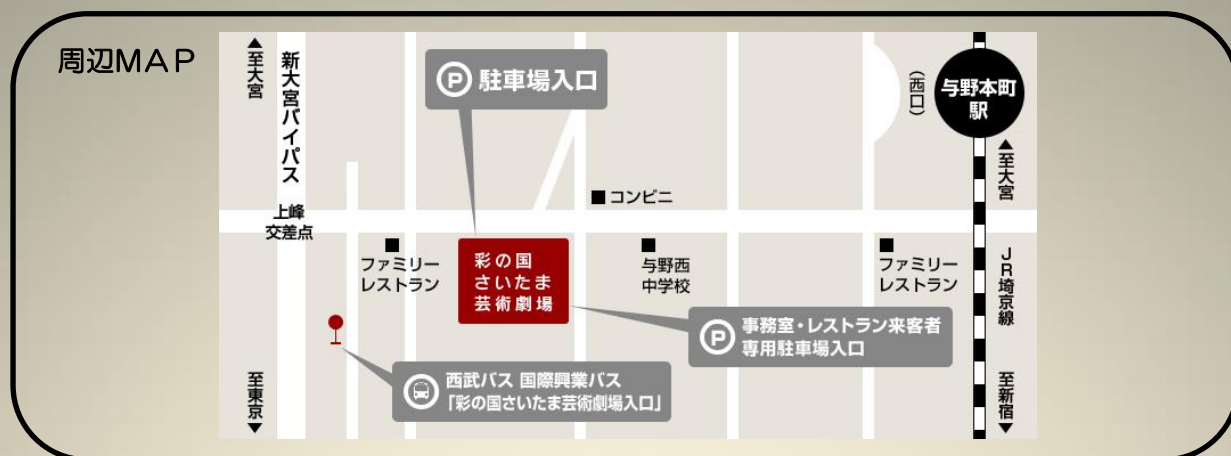 周辺MAP
▲至大宮
新大宮バイパス
P 駐車場入口
(西口)
与野本町
駅
▲至大宮
コンビニ
上峰
交差点
ファミリー
レストラン
彩の国
さいたま
芸術劇場
与野西
中学校
ファミリー
レストラン
JR埼京線
P 事務室・レストラン来客者
専用駐車場入口
西武バス 国際興業バス
「彩の国さいたま芸術劇場入口」
至東京▼
至新宿▼